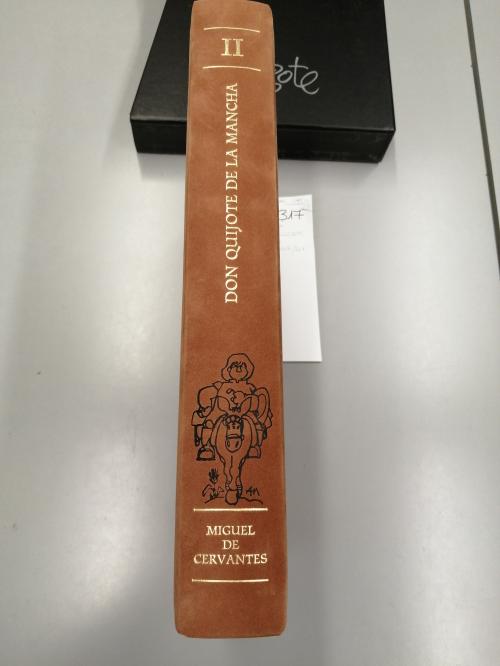 II
DON QUIJOTE DE LA MANCHA
MIGUEL
DE
CERVANTES
ote
317